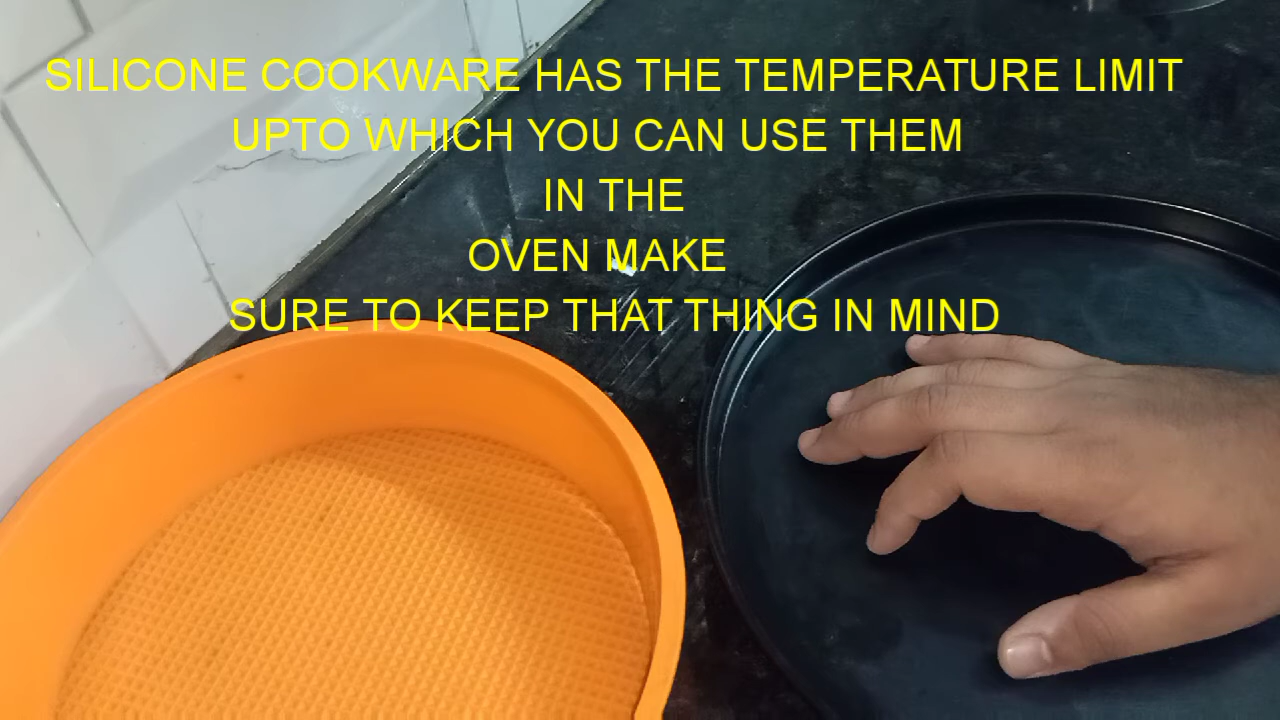 SILICONE COOKWARE HAS THE TEMPERATURE LIMIT
UPTO WHICH YOU CAN USE THEM
IN THE
OVEN MAKE
SURE TO KEEP THAT THING IN MIND